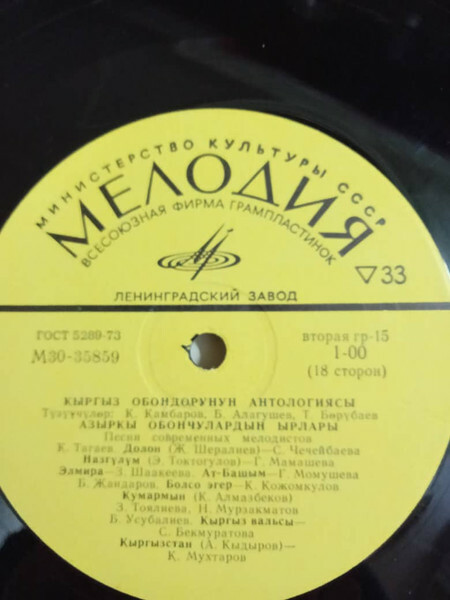 МИНИСТЕРСТВО КУЛЬТУРЫ СССР
МЕЛОДИЯ
ВСЕСОЮЗНАЯ ФИРМА ГРАМПЛАСТИНОК
▽33
ЛЕНИНГРАДСКИЙ ЗАВОД
ГОСТ 5289-73
М30-35859
вторая гр-15
1-00
(18 сторон)
КЫРГЫЗ ОБОНДОРУНУН АНТОЛОГИЯСЫ
Түзүүчүлөр: К. Камбаров, Б. Алагушев, Т. Бөрүбаев
АЗЫРКЫ ОБОНЧУЛАРДЫН ЫРЛАРЫ
Песни современных мелодистов
К. Тагаев. Долон (Ж. Шералиев)— С. Чечейбаева
Назгүлүм (Э. Токтогулов)—Г. Мамашева
Элмира— З. Шаакеева. Ат-Башым— Г. Момушева
Б. Жандаров. Болсо эгер— К. Кожомкулов
Кумармын (К. Алмазбеков)
З. Тоялиева, Н. Мурзакматов
Б. Усубалиев. Кыргыз вальсы—
С. Бекмуратова
Кыргызстан (А. Кыдыров)—
К. Мухтаров